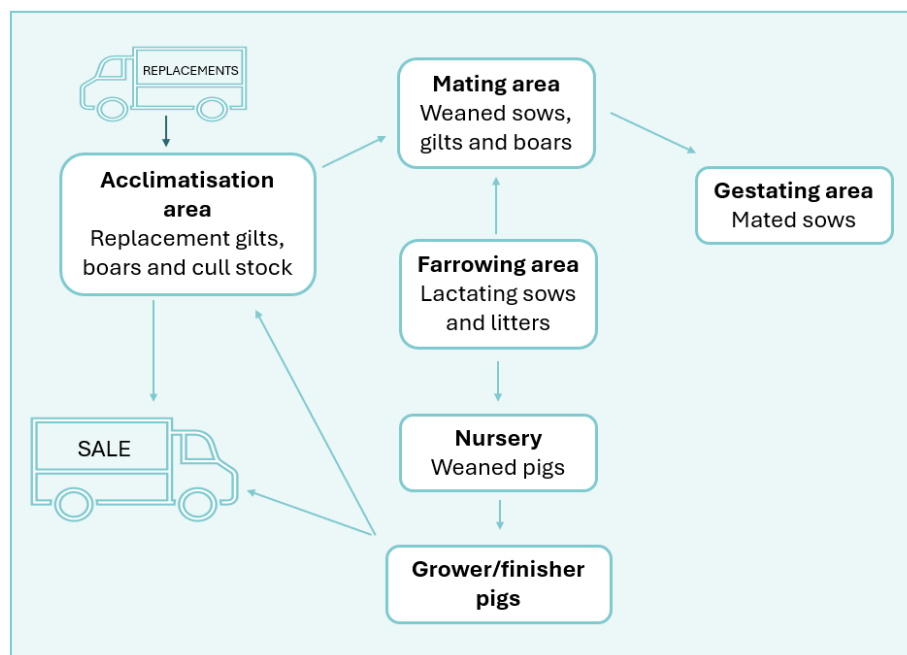 REPLACEMENTS
Acclimatisation
area
Replacement gilts,
boars and cull stock
Mating area
Weaned sows,
gilts and boars
Gestating area
Mated sows
Farrowing area
Lactating sows
and litters
Nursery
Weaned pigs
Grower/finisher
pigs
SALE